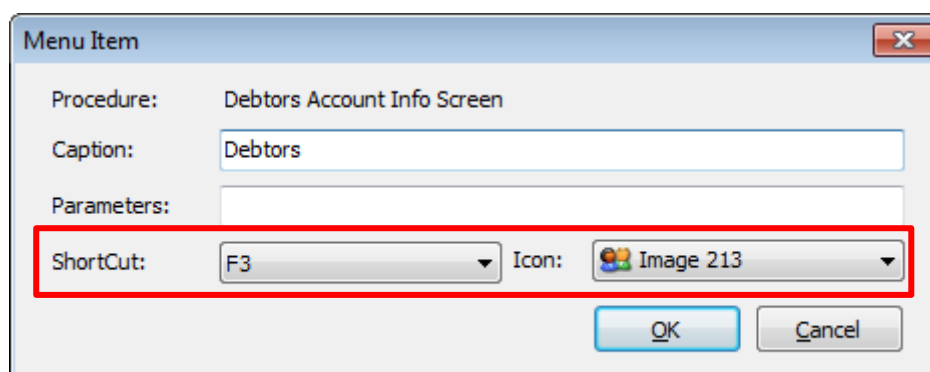 Menu Item
Procedure: Debtors Account Info Screen
Caption: Debtors
Parameters:
ShortCut: F3 Icon: Image 213
OK Cancel